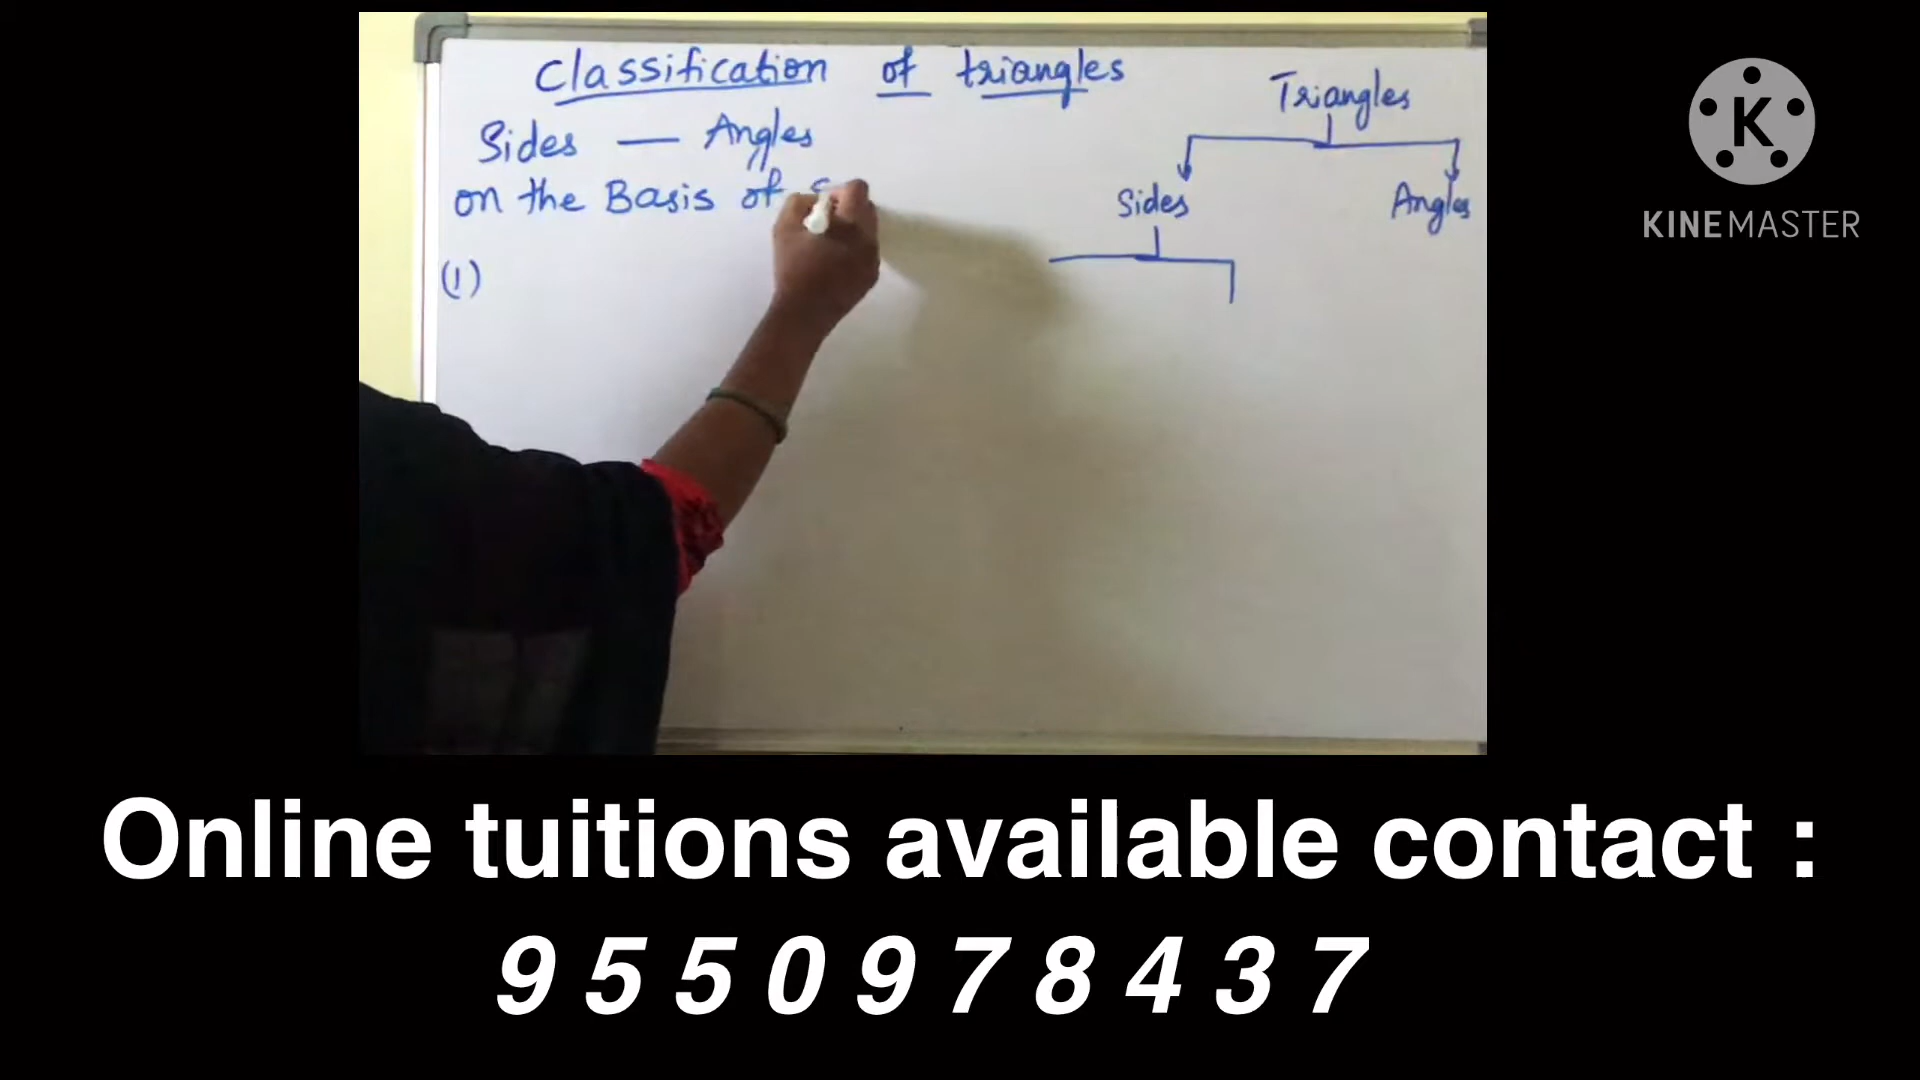 Classification of triangles
Sides — Angles
on the Basis of
(1)
Triangles
Sides
Angles
K
KINEMASTER
Online tuitions available contact :
9 5 5 0 9 7 8 4 3 7